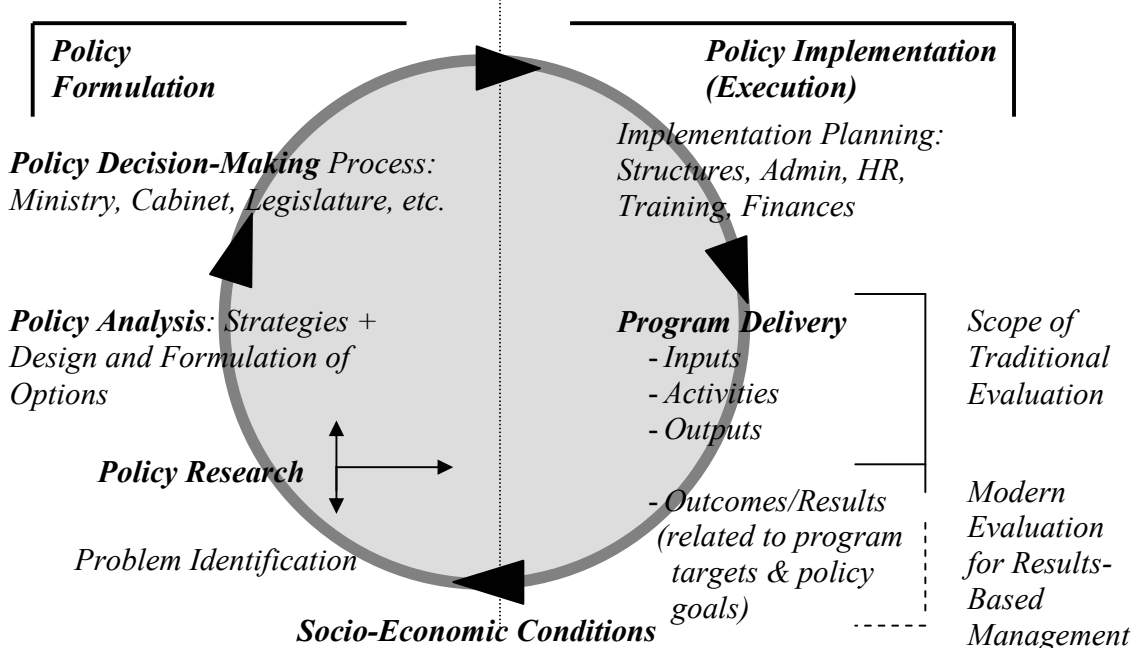 Policy
Formulation
Policy Implementation
(Execution)
Policy Decision-Making Process:
Ministry, Cabinet, Legislature, etc.
Implementation Planning:
Structures, Admin, HR,
Training, Finances
Policy Analysis: Strategies +
Design and Formulation of
Options
Program Delivery
- Inputs
- Activities
- Outputs
Scope of
Traditional
Evaluation
Policy Research
- Outcomes/Results
(related to program
targets & policy
goals)
Modern
Evaluation
for Results-
Based
Management
Problem Identification
Socio-Economic Conditions